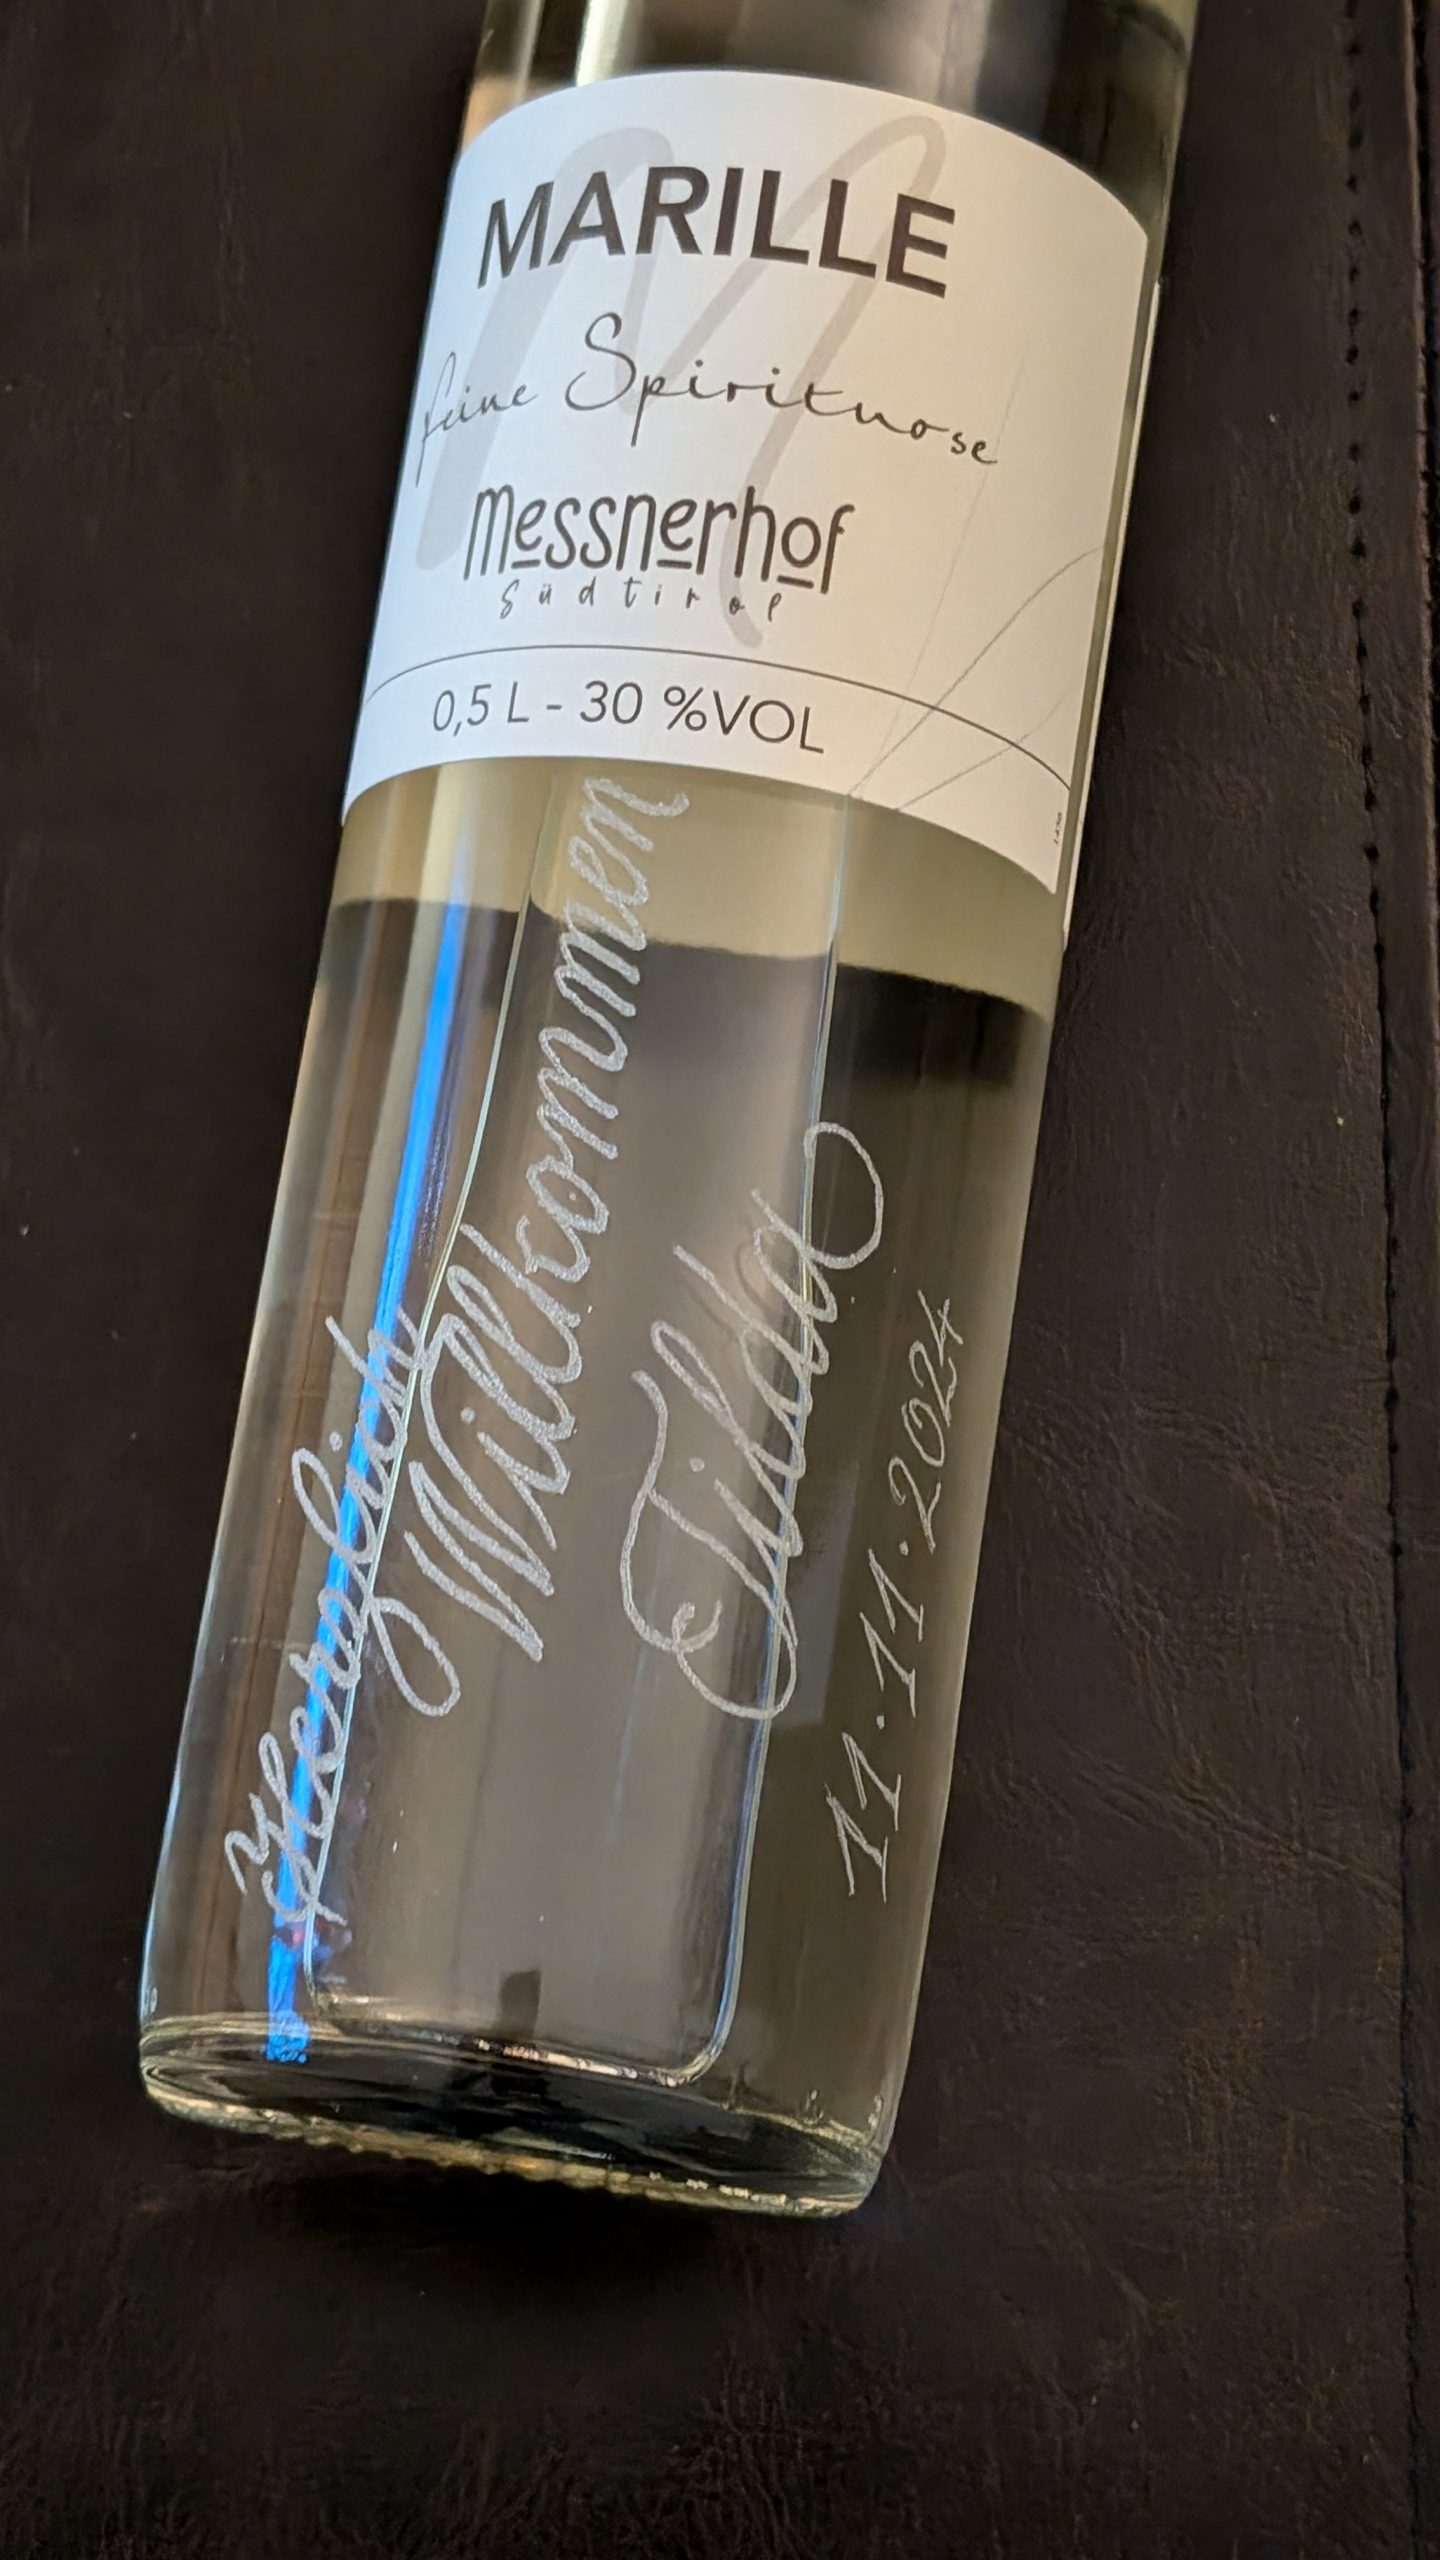 MARILLE
feine Spirituose
messnerhof
Südtirol
0,5 L - 30 %VOL
Herzlich
Willkommen
Tilda
11.11.2024